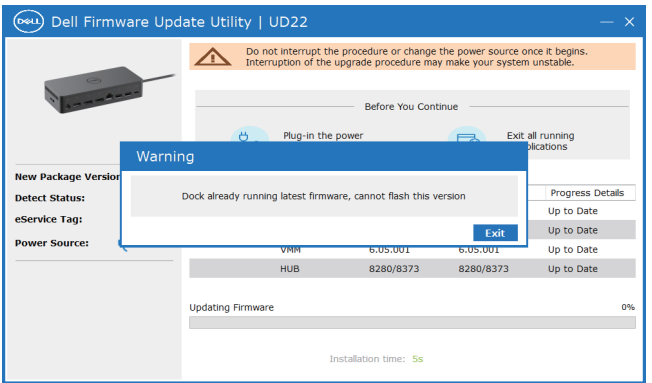 DELL Dell Firmware Update Utility | UD22
Do not interrupt the procedure or change the power source once it begins.
Interruption of the upgrade procedure may make your system unstable.
Before You Continue
Plug-in the power
Exit all running
Warning
New Package Version
Dock already running latest firmware, cannot flash this version
Progress Details
Detect Status:
Up to Date
eService Tag:
Up to Date
Exit
Power Source:
VMM 6.05.001 6.05.001 Up to Date
HUB 8280/8373 8280/8373 Up to Date
Updating Firmware 0%
Installation time: 5s